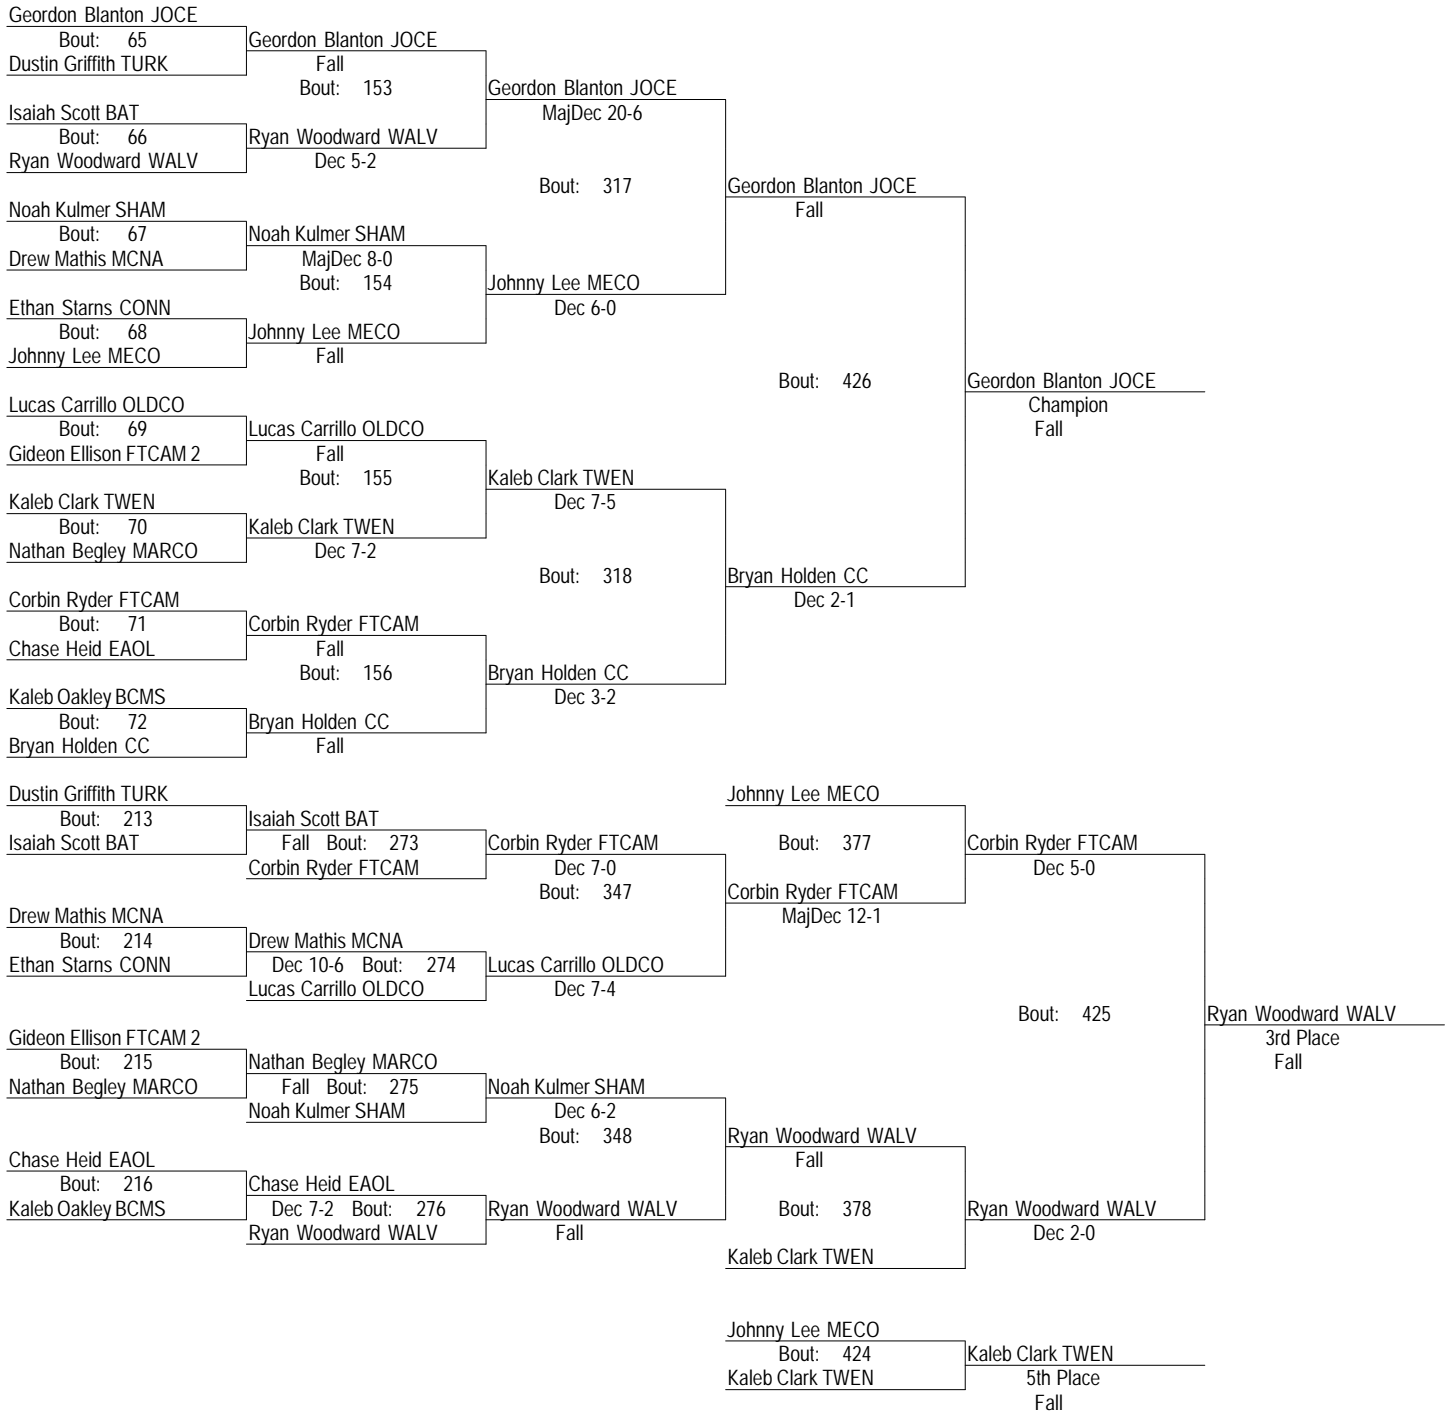 Geordon Blanton JOCE
Bout: 65
Dustin Griffith TURK
Geordon Blanton JOCE
Fall
Bout: 153
Geordon Blanton JOCE
MajDec 20-6
Isaiah Scott BAT
Bout: 66
Ryan Woodward WALV
Ryan Woodward WALV
Dec 5-2
Bout: 317
Geordon Blanton JOCE
Fall
Noah Kulmer SHAM
Bout: 67
Drew Mathis MCNA
Noah Kulmer SHAM
MajDec 8-0
Bout: 154
Johnny Lee MECO
Dec 6-0
Ethan Starns CONN
Bout: 68
Johnny Lee MECO
Johnny Lee MECO
Fall
Bout: 426
Geordon Blanton JOCE
Champion
Fall
Lucas Carrillo OLDCO
Bout: 69
Gideon Ellison FTCAM 2
Lucas Carrillo OLDCO
Fall
Bout: 155
Kaleb Clark TWEN
Dec 7-5
Kaleb Clark TWEN
Bout: 70
Nathan Begley MARCO
Kaleb Clark TWEN
Dec 7-2
Bout: 318
Bryan Holden CC
Dec 2-1
Corbin Ryder FTCAM
Bout: 71
Chase Heid EAOL
Corbin Ryder FTCAM
Fall
Bout: 156
Bryan Holden CC
Dec 3-2
Kaleb Oakley BCMS
Bout: 72
Bryan Holden CC
Bryan Holden CC
Fall
Dustin Griffith TURK
Bout: 213
Isaiah Scott BAT
Isaiah Scott BAT
Fall Bout: 273
Corbin Ryder FTCAM
Corbin Ryder FTCAM
Dec 7-0
Bout: 347
Johnny Lee MECO
Bout: 377
Corbin Ryder FTCAM
MajDec 12-1
Corbin Ryder FTCAM
Dec 5-0
Drew Mathis MCNA
Bout: 214
Ethan Starns CONN
Drew Mathis MCNA
Dec 10-6 Bout: 274
Lucas Carrillo OLDCO
Lucas Carrillo OLDCO
Dec 7-4
Bout: 425
Ryan Woodward WALV
3rd Place
Fall
Gideon Ellison FTCAM 2
Bout: 215
Nathan Begley MARCO
Nathan Begley MARCO
Fall Bout: 275
Noah Kulmer SHAM
Noah Kulmer SHAM
Dec 6-2
Bout: 348
Ryan Woodward WALV
Fall
Bout: 378
Kaleb Clark TWEN
Ryan Woodward WALV
Dec 2-0
Chase Heid EAOL
Bout: 216
Kaleb Oakley BCMS
Chase Heid EAOL
Dec 7-2 Bout: 276
Ryan Woodward WALV
Ryan Woodward WALV
Fall
Johnny Lee MECO
Bout: 424
Kaleb Clark TWEN
Kaleb Clark TWEN
5th Place
Fall